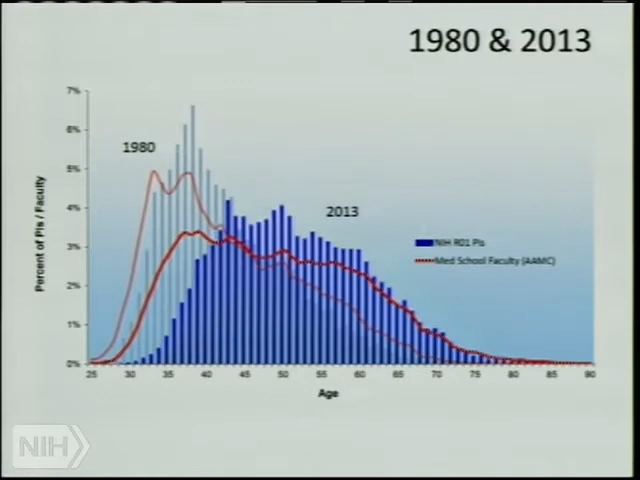 1980 & 2013
7%
6%
5%
4%
3%
2%
1%
0%
Percent of PIs / Faculty
1980
2013
NIH R01 PIs
Med School Faculty (AAMC)
25 30 35 40 45 50 55 60 65 70 75 80 85 90
Age
NIH